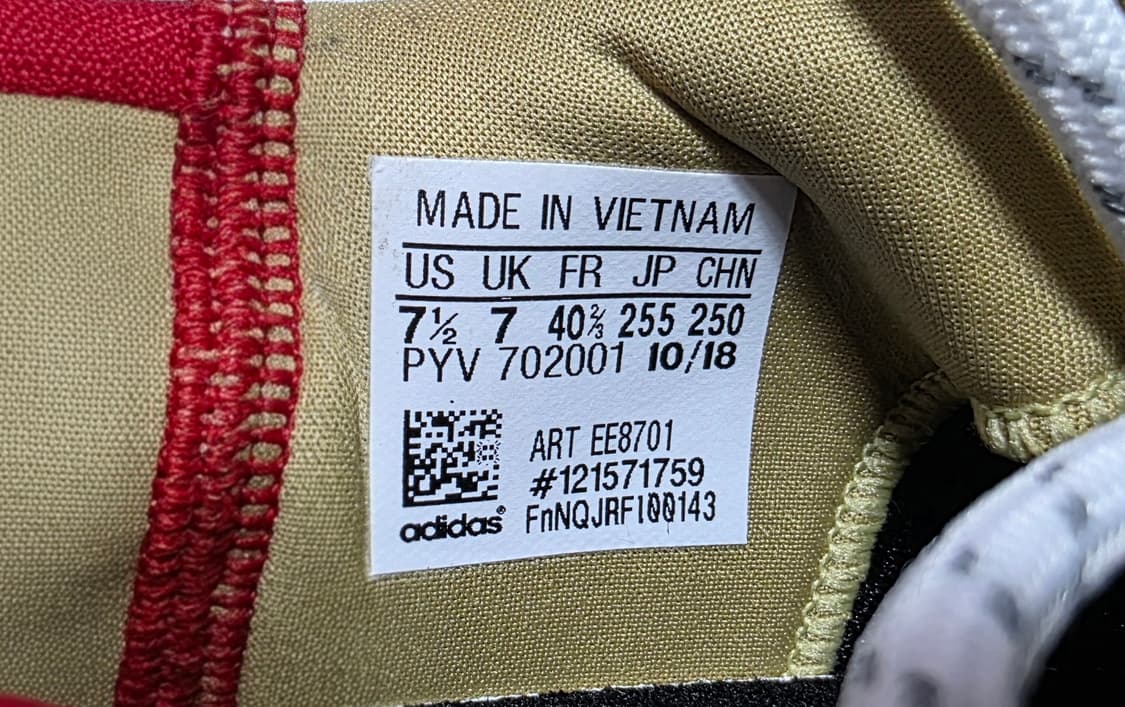 MADE IN VIETNAM
US UK FR JP CHN
7½ 7 40⅔ 255 250
PYV 702001 10/18
ART EE8701
#121571759
adidas® FnNQJRFl00143